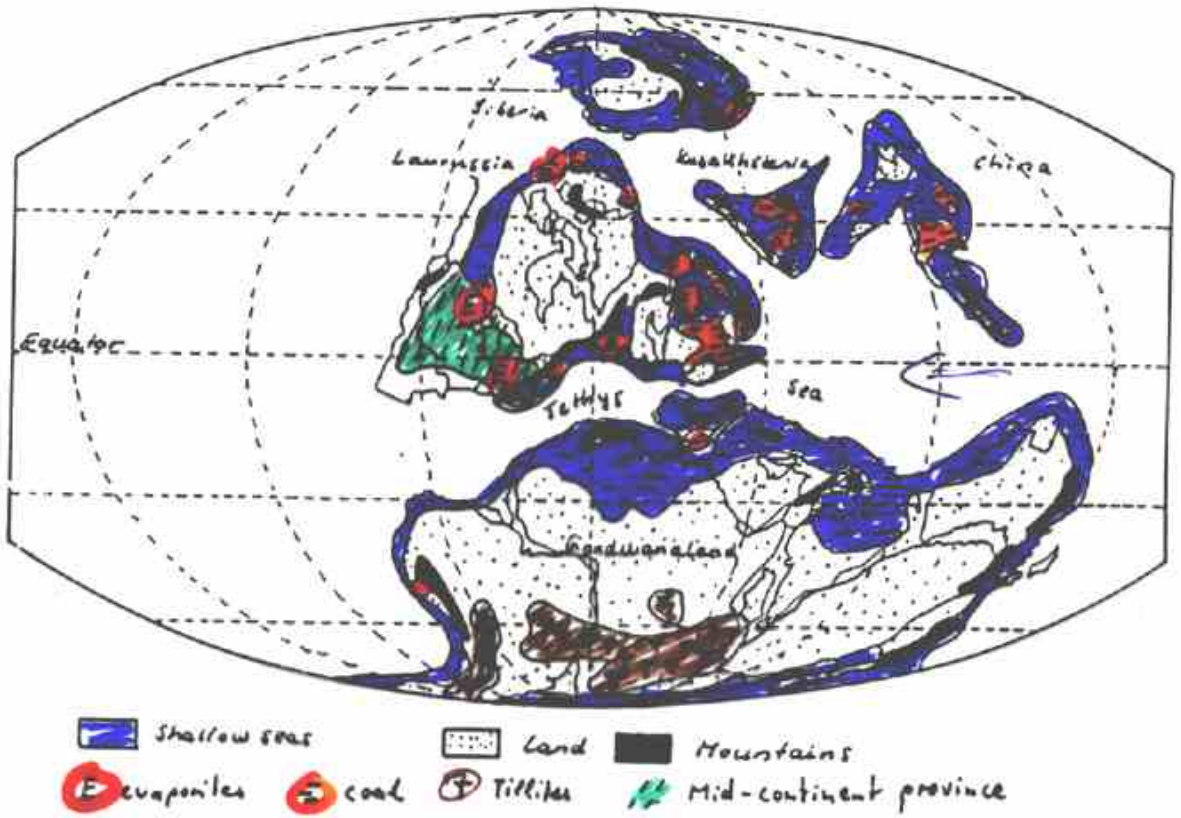 Siberia
Laurussia
Kazakhstania
China
Equator
Tethys
Sea
Gondwanaland
Shallow seas
Land
Mountains
E evaporites
coal
Tillites
Mid-continent province